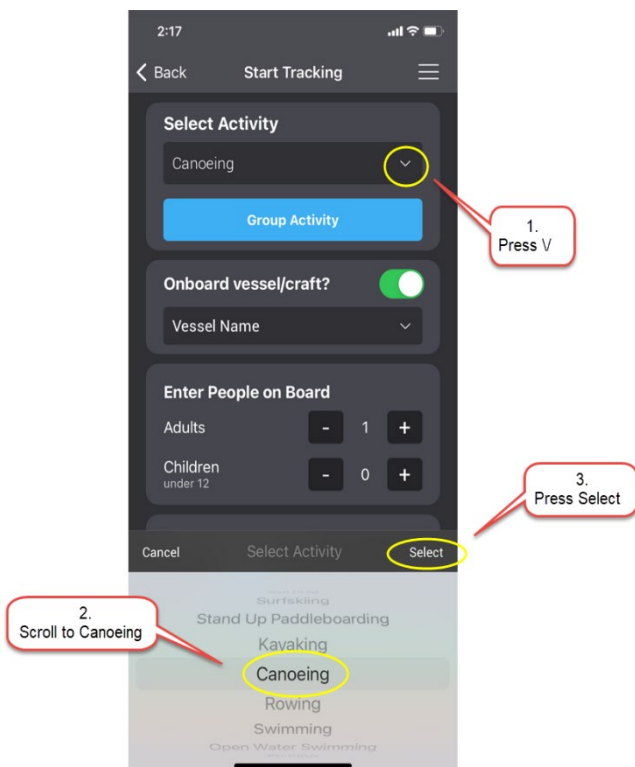 2:17
Back Start Tracking
Select Activity
Canoeing
Group Activity
1.
Press V
Onboard vessel/craft?
Vessel Name
Enter People on Board
Adults - 1 +
Children - 0 +
under 12
3.
Press Select
Cancel Select Activity Select
Surfskiing
2.
Scroll to Canoeing
Stand Up Paddleboarding
Kayaking
Canoeing
Rowing
Swimming
Open Water Swimming